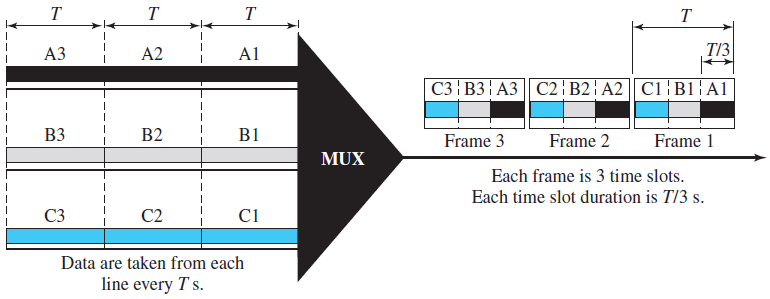 T T T
A3 A2 A1
B3 B2 B1
C3 C2 C1
Data are taken from each
line every T s.
MUX
T
T/3
C3 B3 A3 C2 B2 A2 C1 B1 A1
Frame 3 Frame 2 Frame 1
Each frame is 3 time slots.
Each time slot duration is T/3 s.